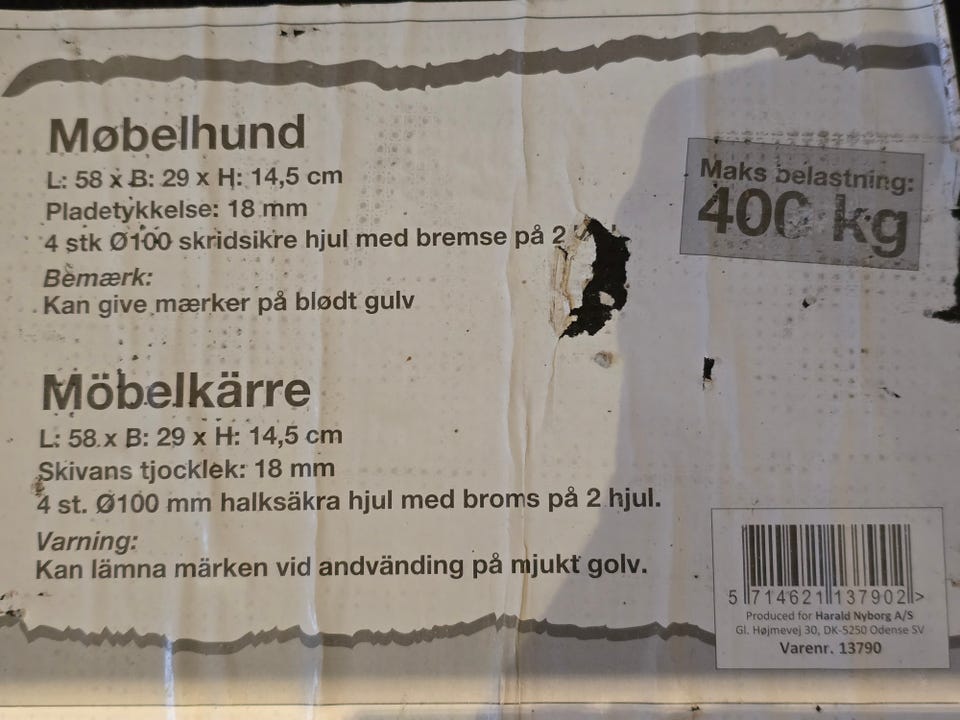 Møbelhund
L: 58 x B: 29 x H: 14,5 cm
Pladetykkelse: 18 mm
4 stk Ø100 skridsikre hjul med bremse på 2
Bemærk:
Kan give mærker på blødt gulv
Maks belastning:
400 kg
Möbelkärre
L: 58 x B: 29 x H: 14,5 cm
Skivans tjocklek: 18 mm
4 st. Ø100 mm halksäkra hjul med broms på 2 hjul.
Varning:
Kan lämna märken vid andvänding på mjukt golv.
5 714621 137902 >
Produced for Harald Nyborg A/S
Gl. Højmevej 30, DK-5250 Odense SV
Varenr. 13790